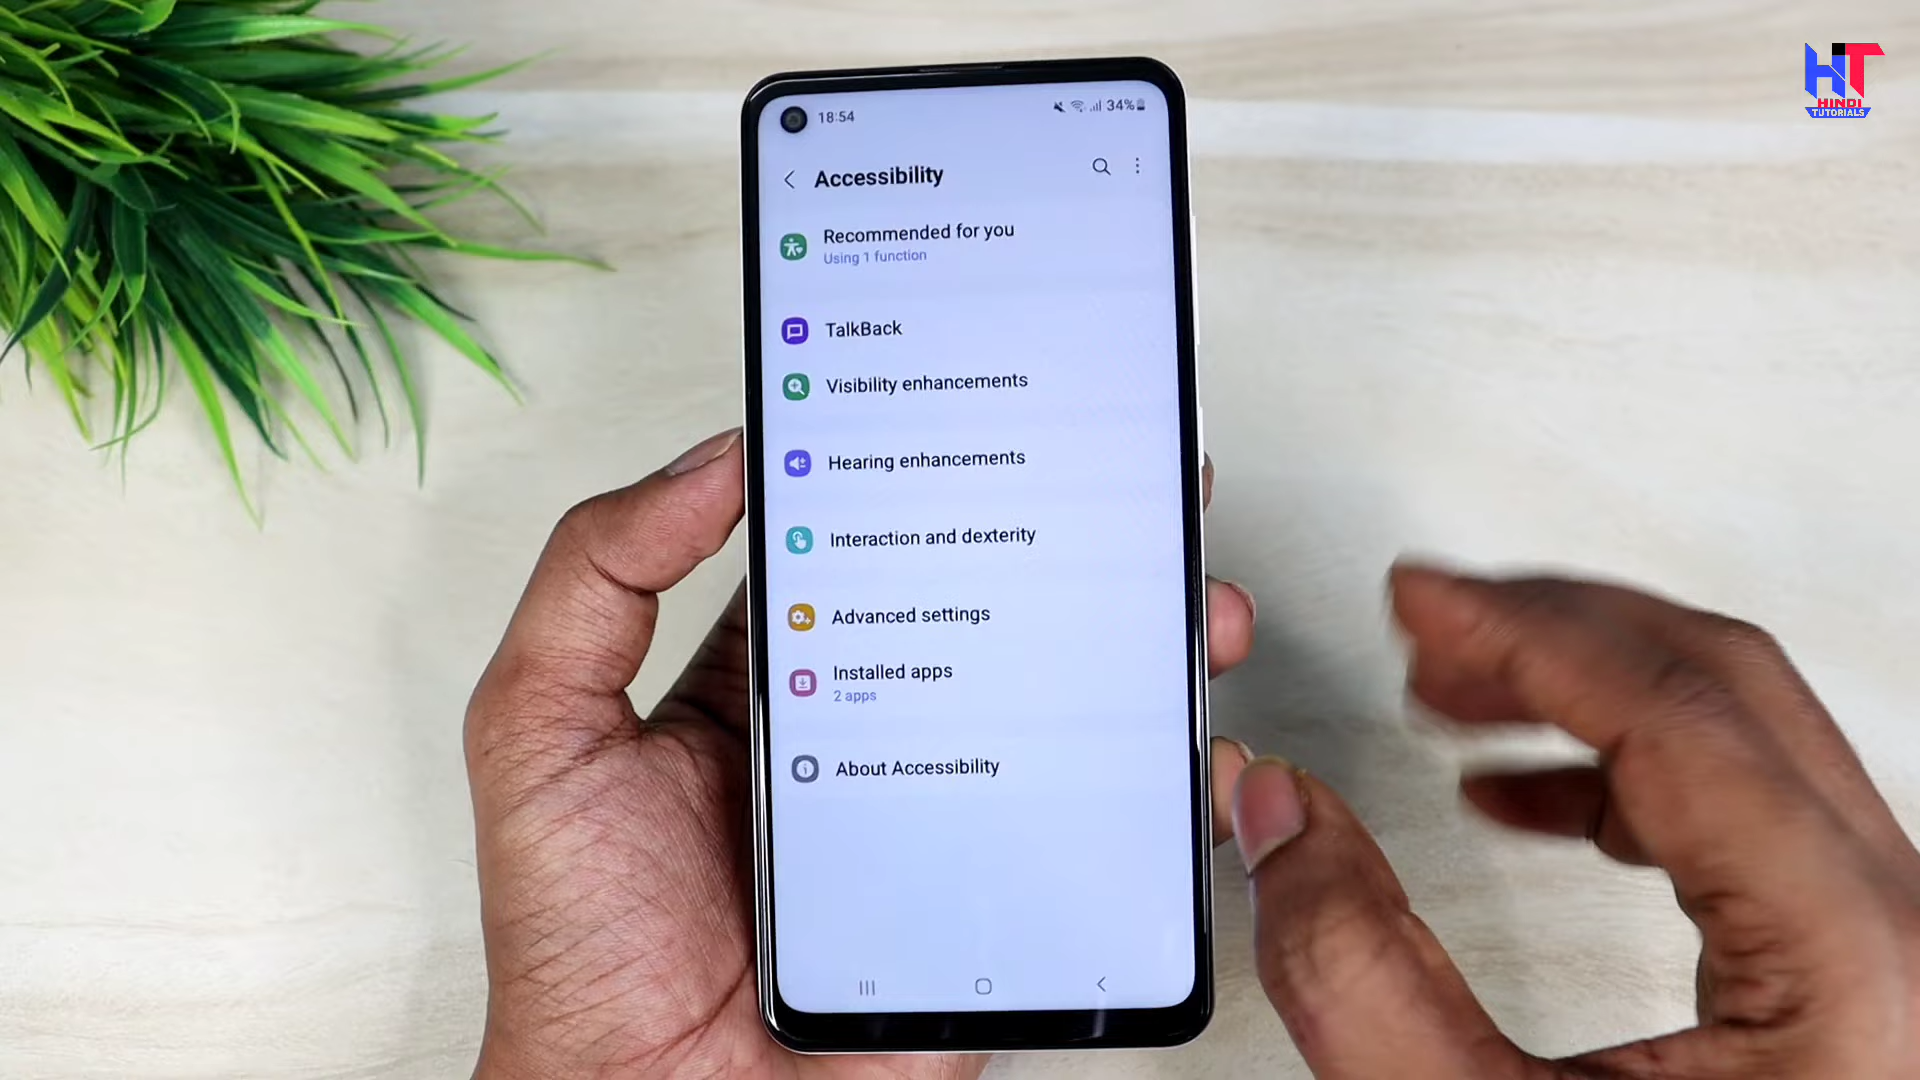 18:54
34%
Accessibility
Recommended for you
Using 1 function
TalkBack
Visibility enhancements
Hearing enhancements
Interaction and dexterity
Advanced settings
Installed apps
2 apps
About Accessibility
HT
HINDI
TUTORIALS